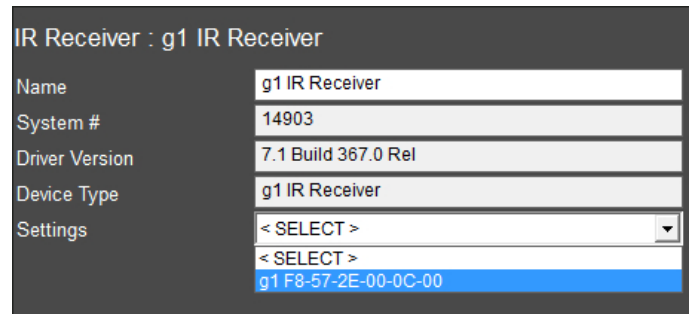 IR Receiver : g1 IR Receiver
Name g1 IR Receiver
System # 14903
Driver Version 7.1 Build 367.0 Rel
Device Type g1 IR Receiver
Settings < SELECT >
< SELECT >
g1 F8-57-2E-00-0C-00